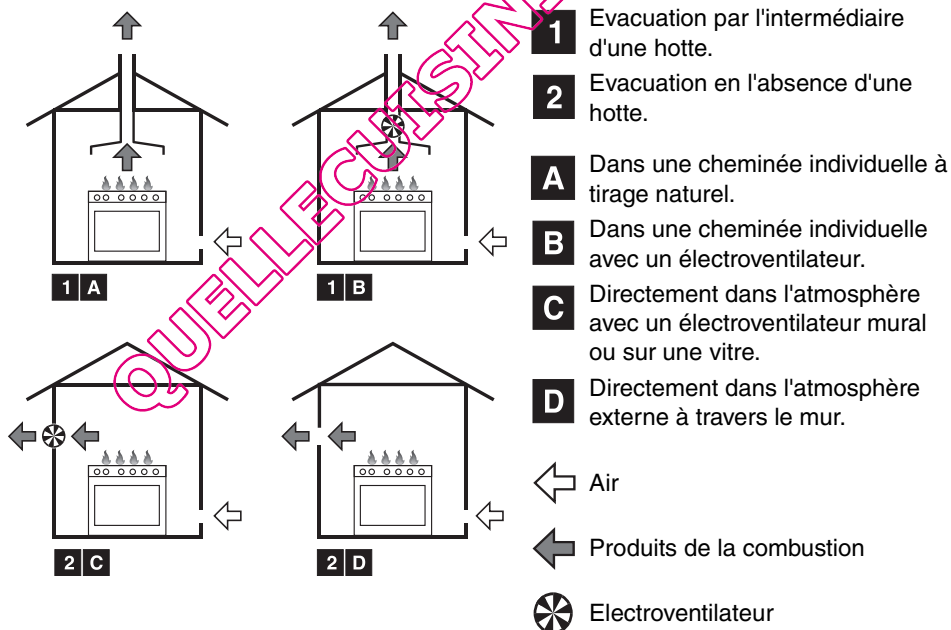 1 A
1 B
2 C
2 D
1 Evacuation par l'intermédiaire
d'une hotte.
2 Evacuation en l'absence d'une
hotte.
A Dans une cheminée individuelle à
tirage naturel.
B Dans une cheminée individuelle
avec un électroventilateur.
C Directement dans l'atmosphère
avec un électroventilateur mural
ou sur une vitre.
D Directement dans l'atmosphère
externe à travers le mur.
Air
Produits de la combustion
Electroventilateur
QUELLECUISIN